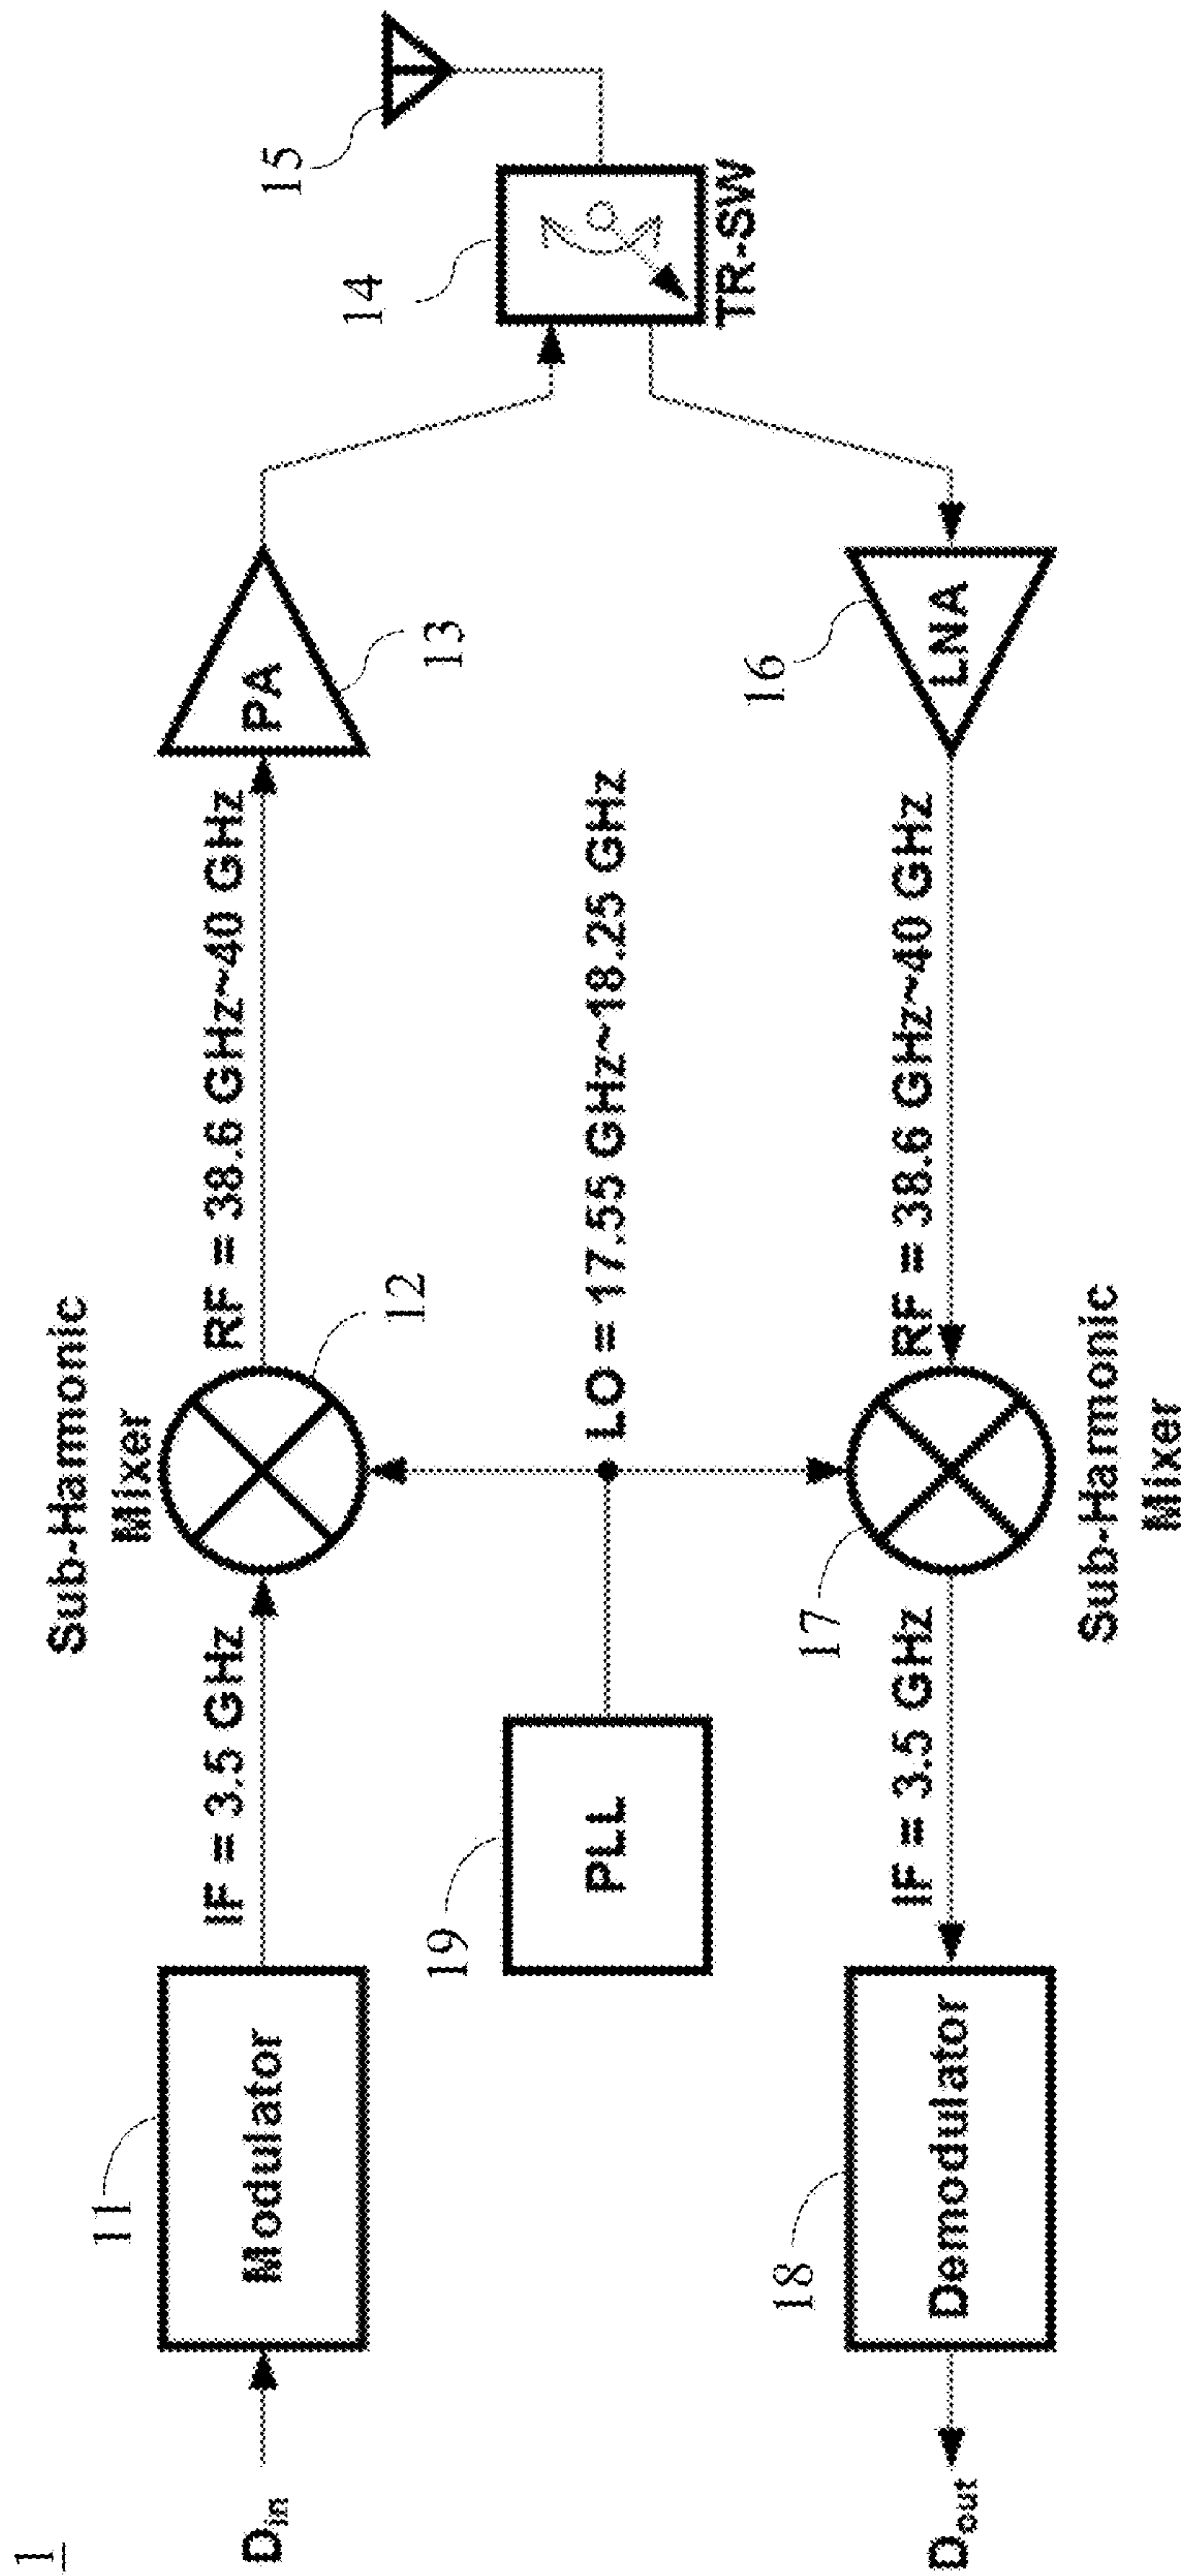 1
Sub-Harmonic
Mixer
D_in
11
Modulator
IF = 3.5 GHz
12
RF = 38.6 GHz~40 GHz
PA
13
14
TR-SW
15
19
PLL
LO = 17.55 GHz~18.25 GHz
D_out
18
Demodulator
IF = 3.5 GHz
17
RF = 38.6 GHz~40 GHz
16
LNA
Sub-Harmonic
Mixer